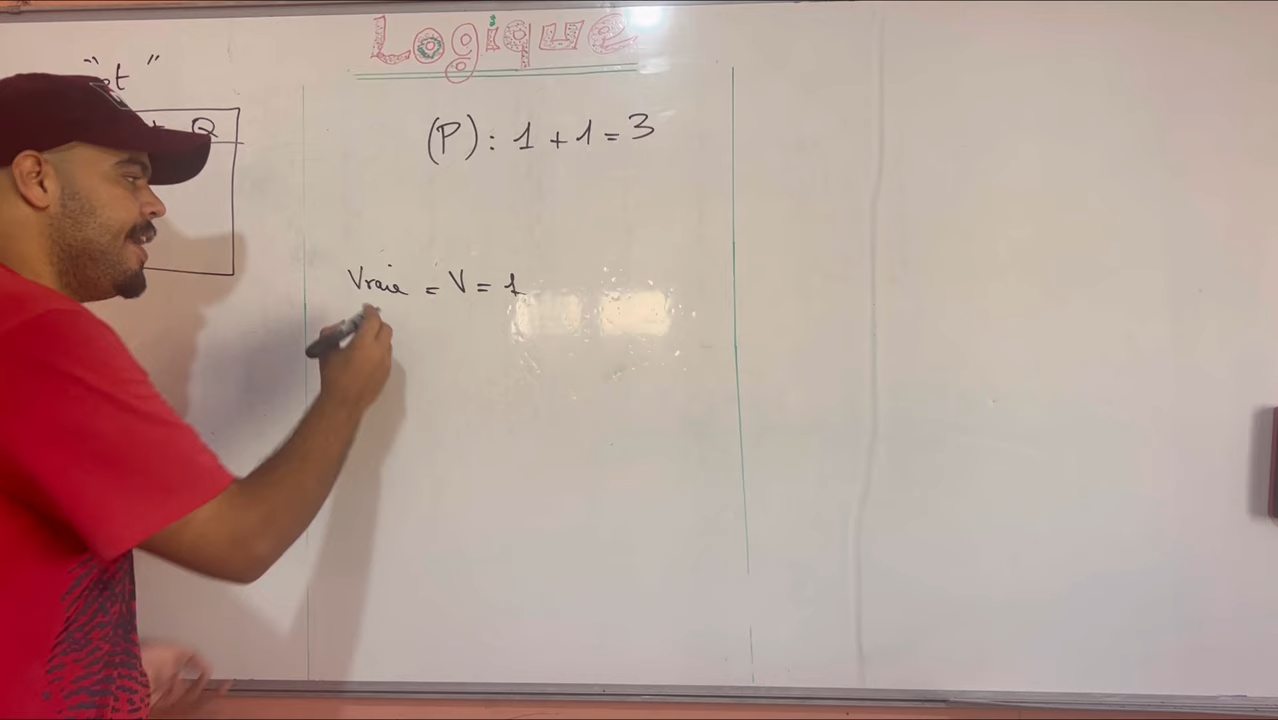 Logique
" et "
Q
(P) : 1 + 1 = 3
Vraie = V = 1